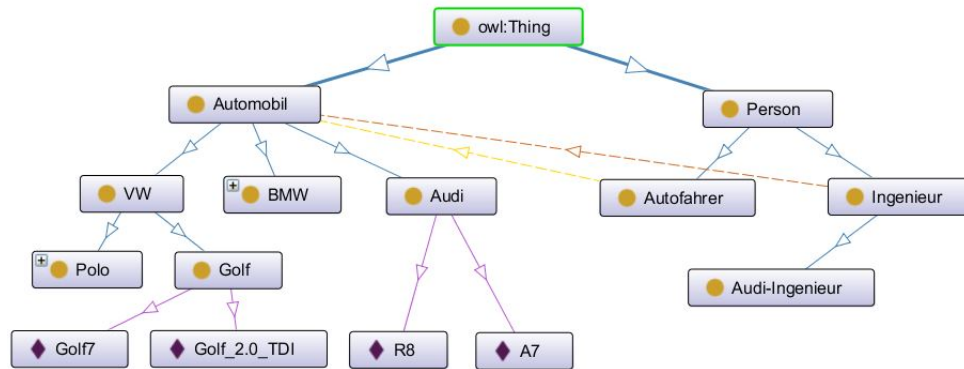 owl:Thing
Automobil
Person
VW
BMW
Audi
Autofahrer
Ingenieur
Polo
Golf
Audi-Ingenieur
Golf7
Golf_2.0_TDI
R8
A7